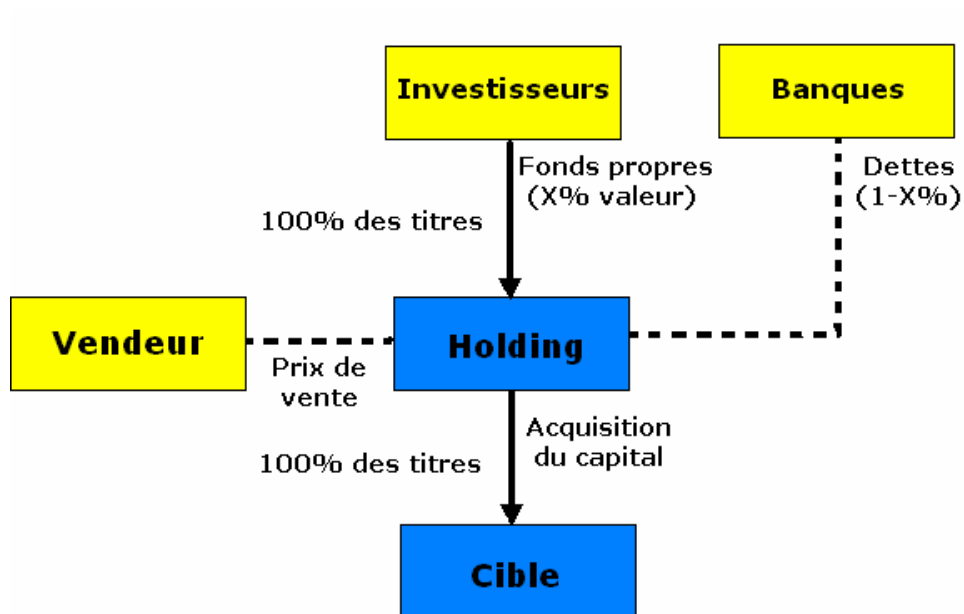 Investisseurs
Banques
Fonds propres
(X% valeur)
Dettes
(1-X%)
100% des titres
Vendeur
Holding
Prix de
vente
Acquisition
du capital
100% des titres
Cible